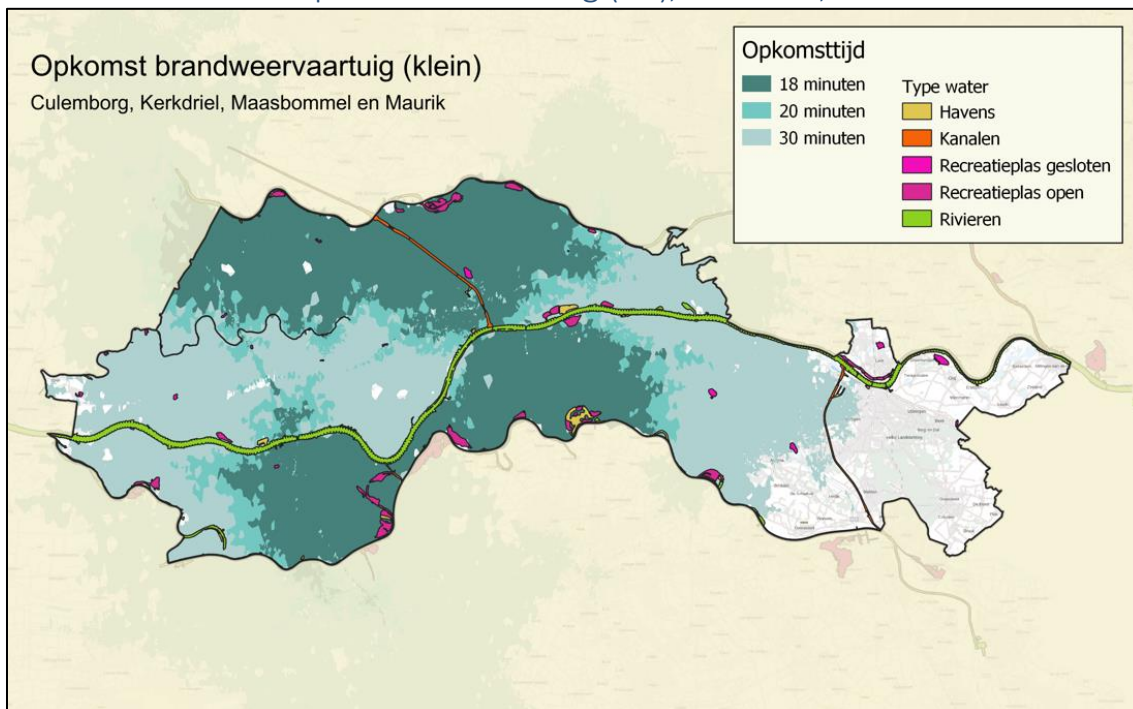 Opkomst brandweervaartuig (klein)
Culemborg, Kerkdriel, Maasbommel en Maurik
Opkomsttijd
18 minuten
20 minuten
30 minuten
Type water
Havens
Kanalen
Recreatieplas gesloten
Recreatieplas open
Rivieren